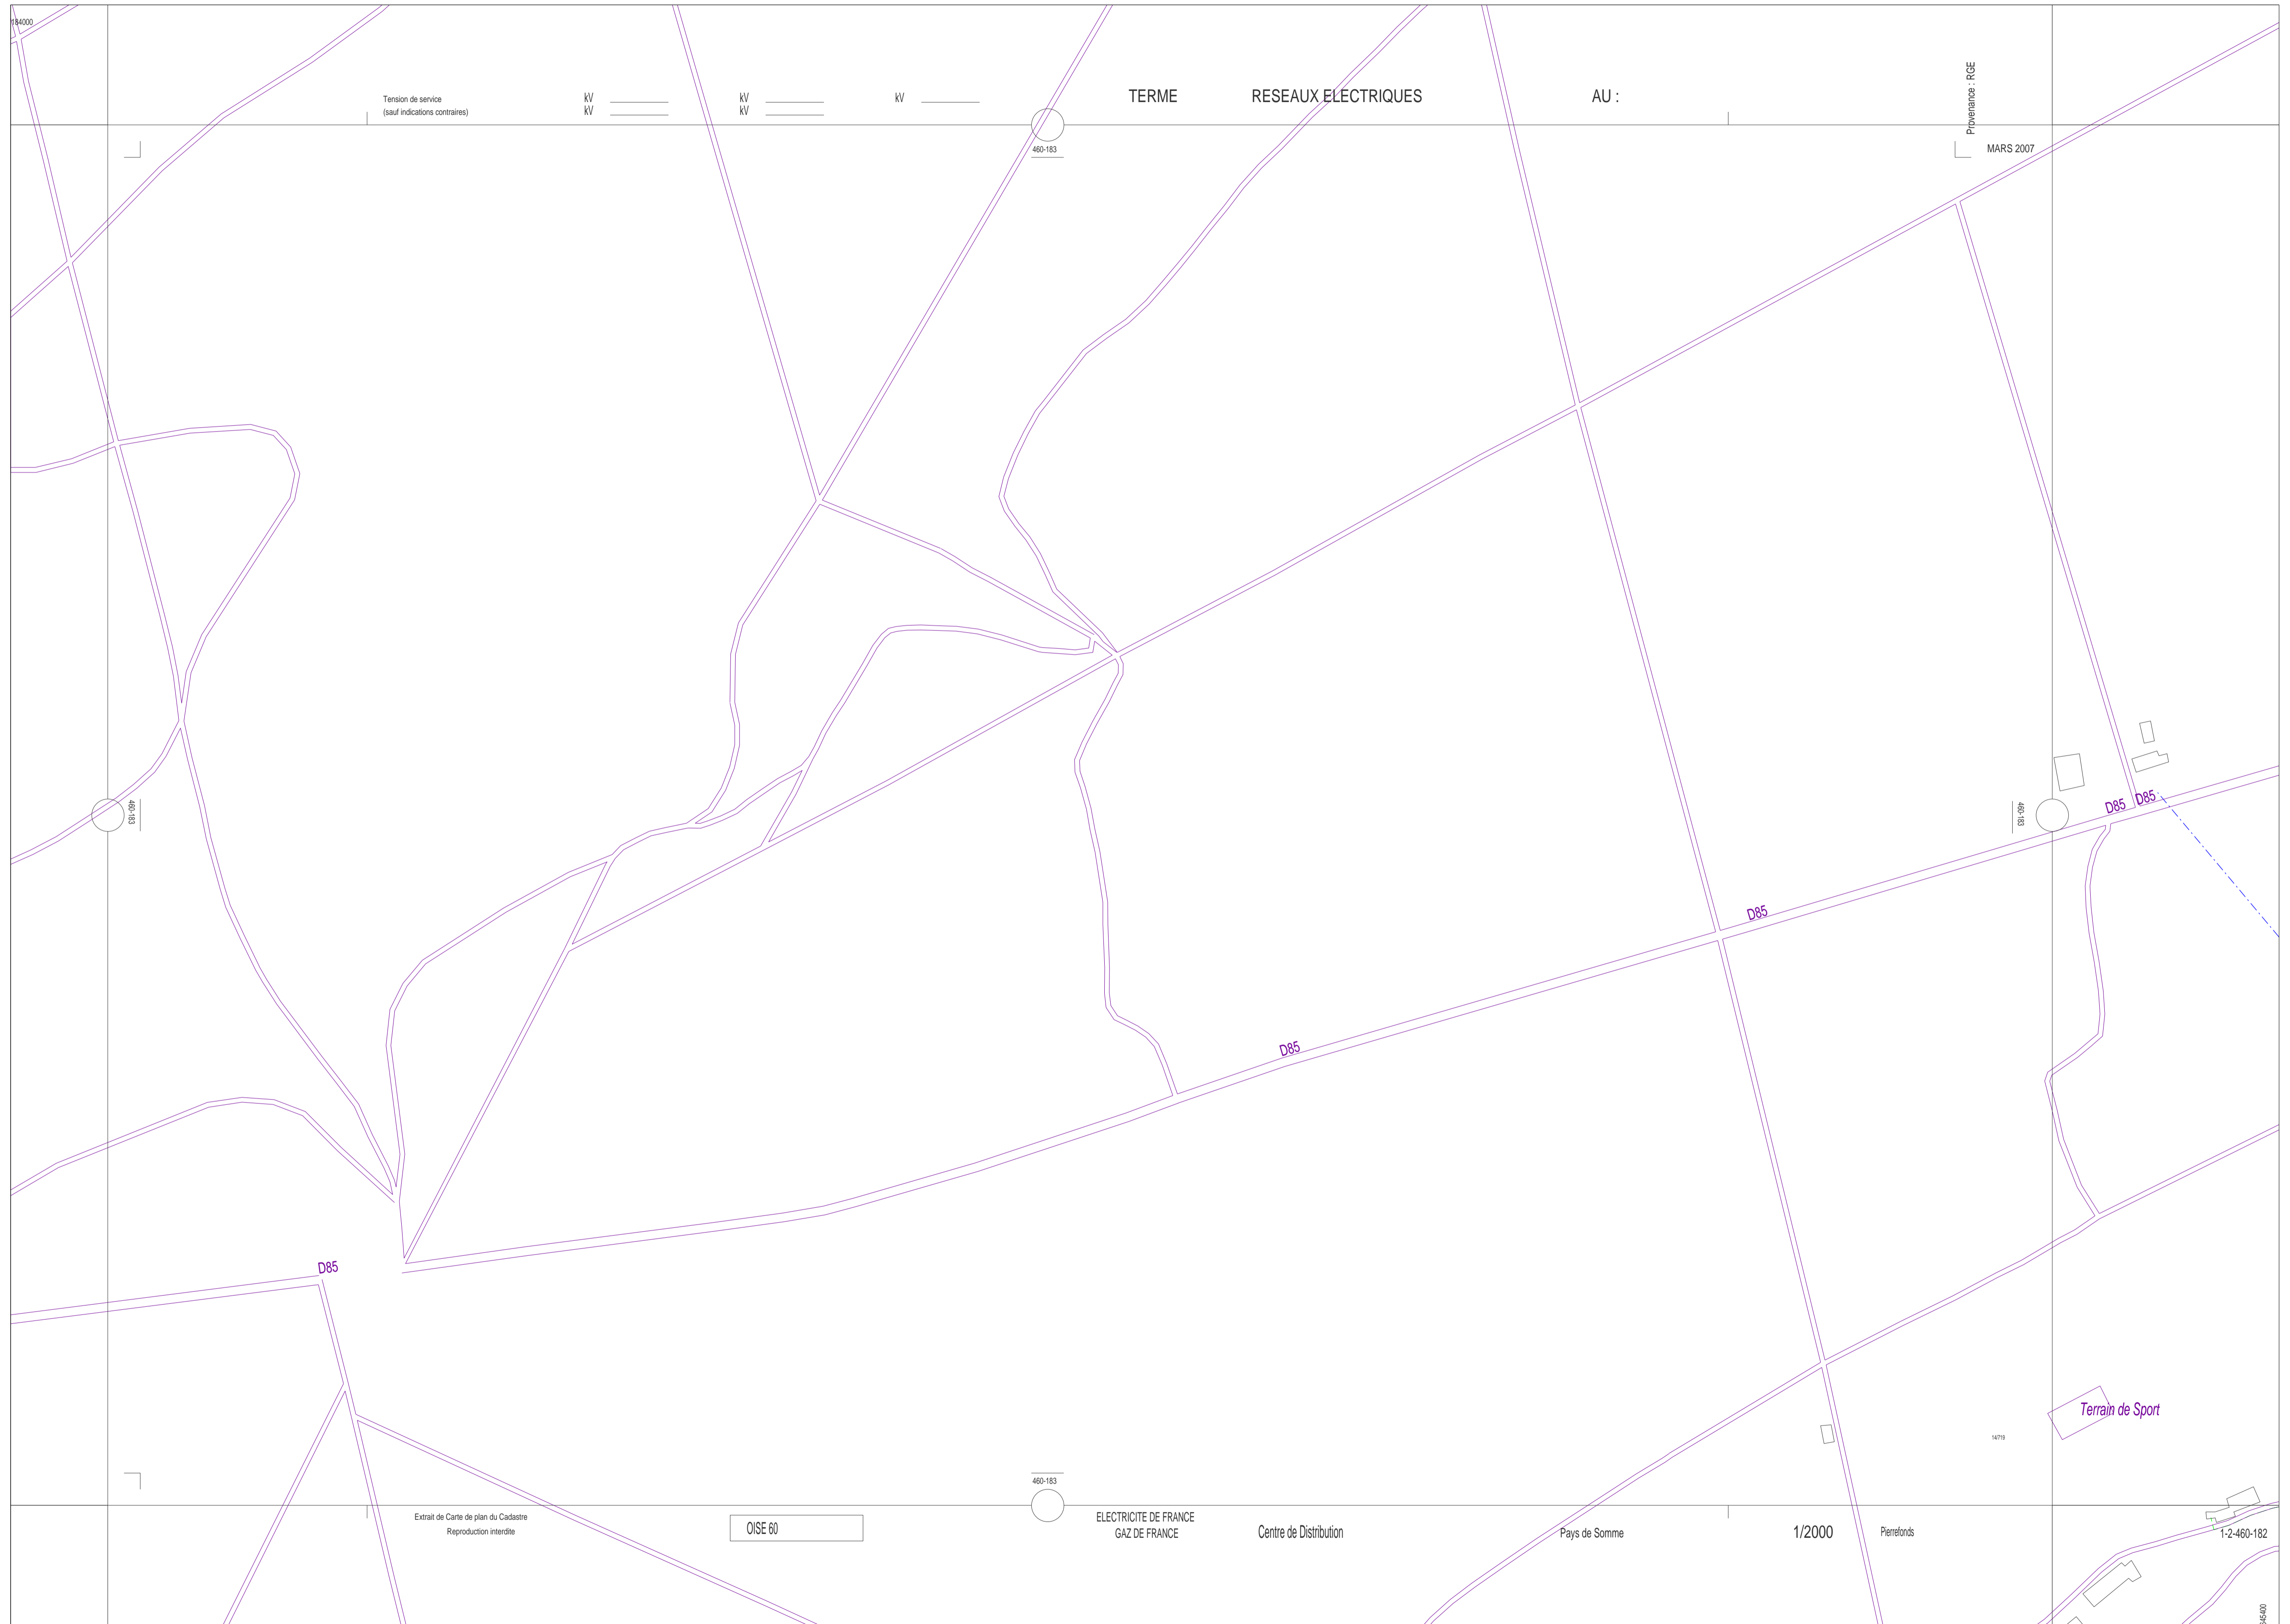 184000
Tension de service
(sauf indications contraires)
kV
kV
kV
kV
kV
TERME
RESEAUX ELECTRIQUES
AU :
Provenance : RGE
MARS 2007
460-183
460-183
460-183
D85
D85
D85
D85
D85
Terrain de Sport
14/719
460-183
Extrait de Carte de plan du Cadastre
Reproduction interdite
OISE 60
ELECTRICITE DE FRANCE
GAZ DE FRANCE
Centre de Distribution
Pays de Somme
1/2000
Pierrefonds
1-2-460-182